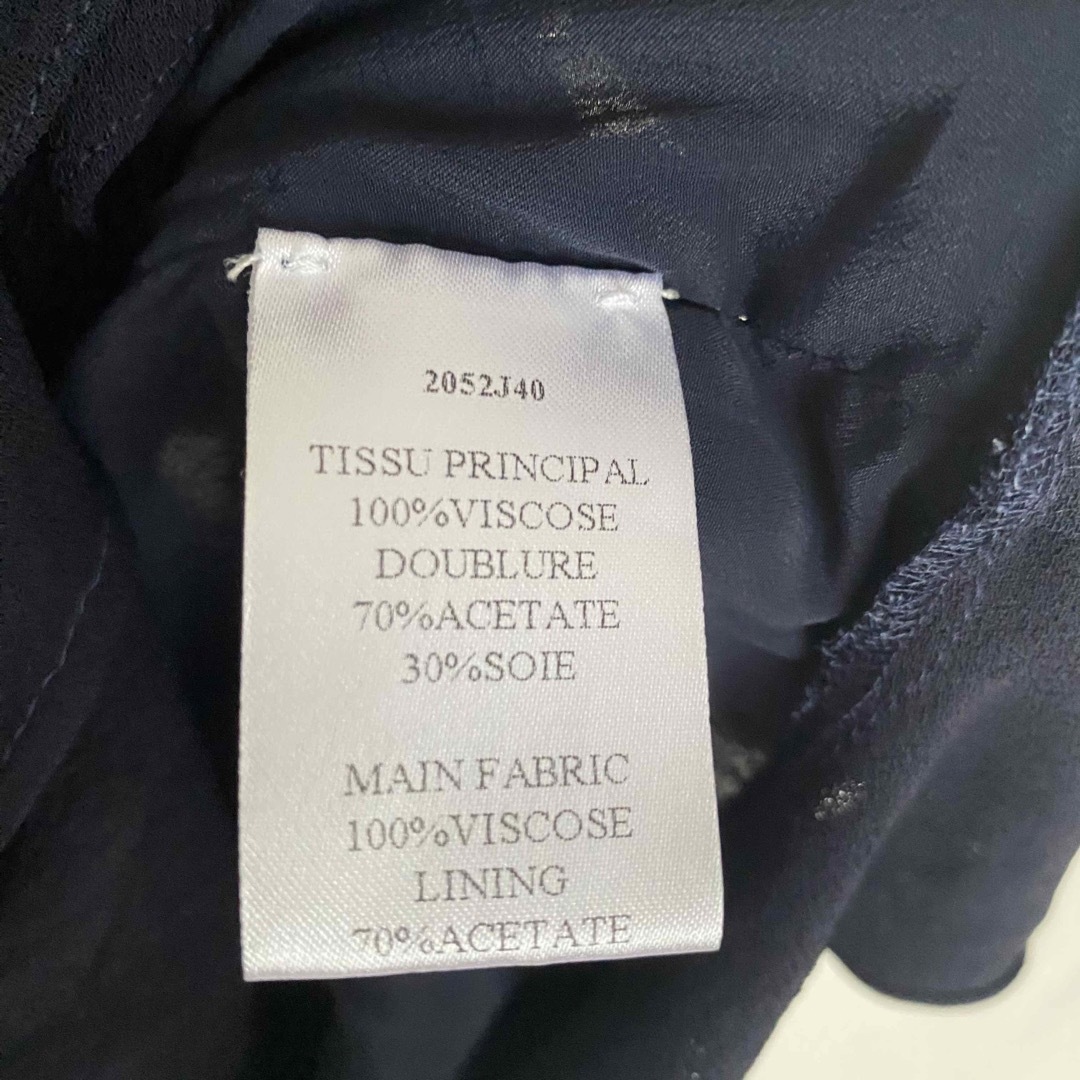 2052J40
TISSU PRINCIPAL
100%VISCOSE
DOUBLURE
70%ACETATE
30%SOIE
MAIN FABRIC
100%VISCOSE
LINING
70%ACETATE